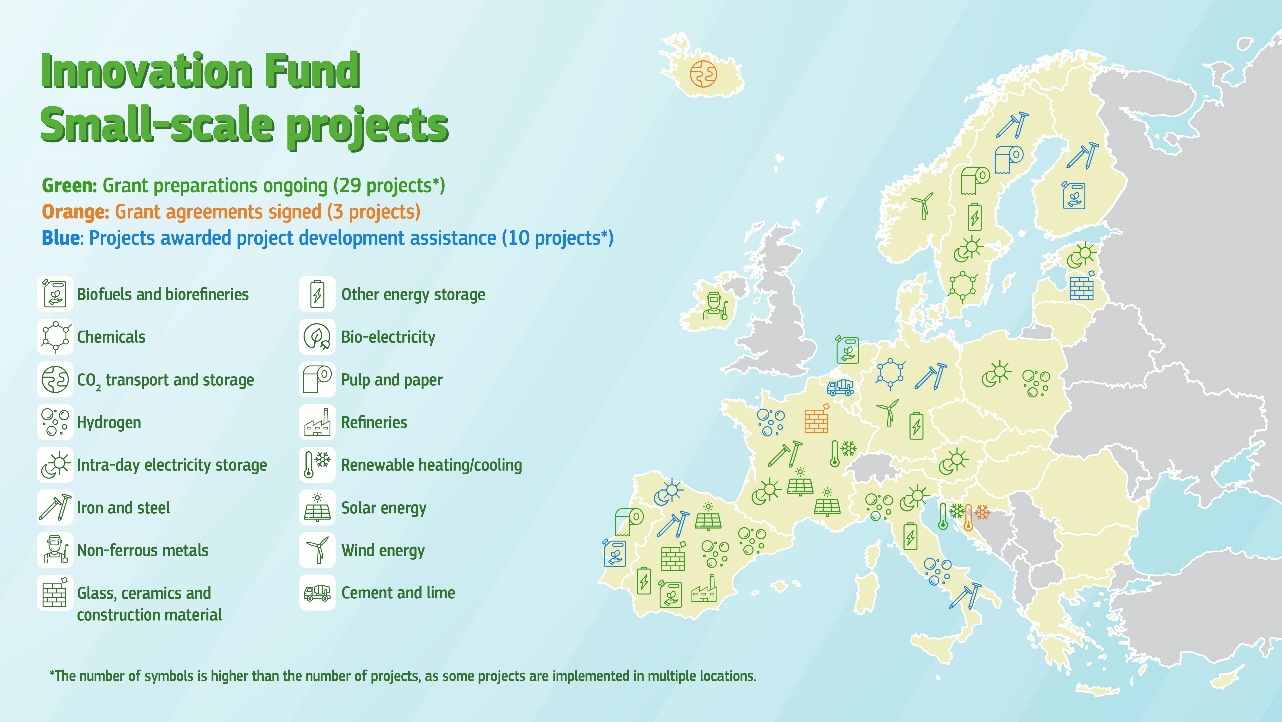 Innovation Fund
Small-scale projects
Green: Grant preparations ongoing (29 projects*)
Orange: Grant agreements signed (3 projects)
Blue: Projects awarded project development assistance (10 projects*)
Biofuels and biorefineries
Chemicals
CO₂ transport and storage
Hydrogen
Intra-day electricity storage
Iron and steel
Non-ferrous metals
Glass, ceramics and
construction material
Other energy storage
Bio-electricity
Pulp and paper
Refineries
Renewable heating/cooling
Solar energy
Wind energy
Cement and lime
*The number of symbols is higher than the number of projects, as some projects are implemented in multiple locations.